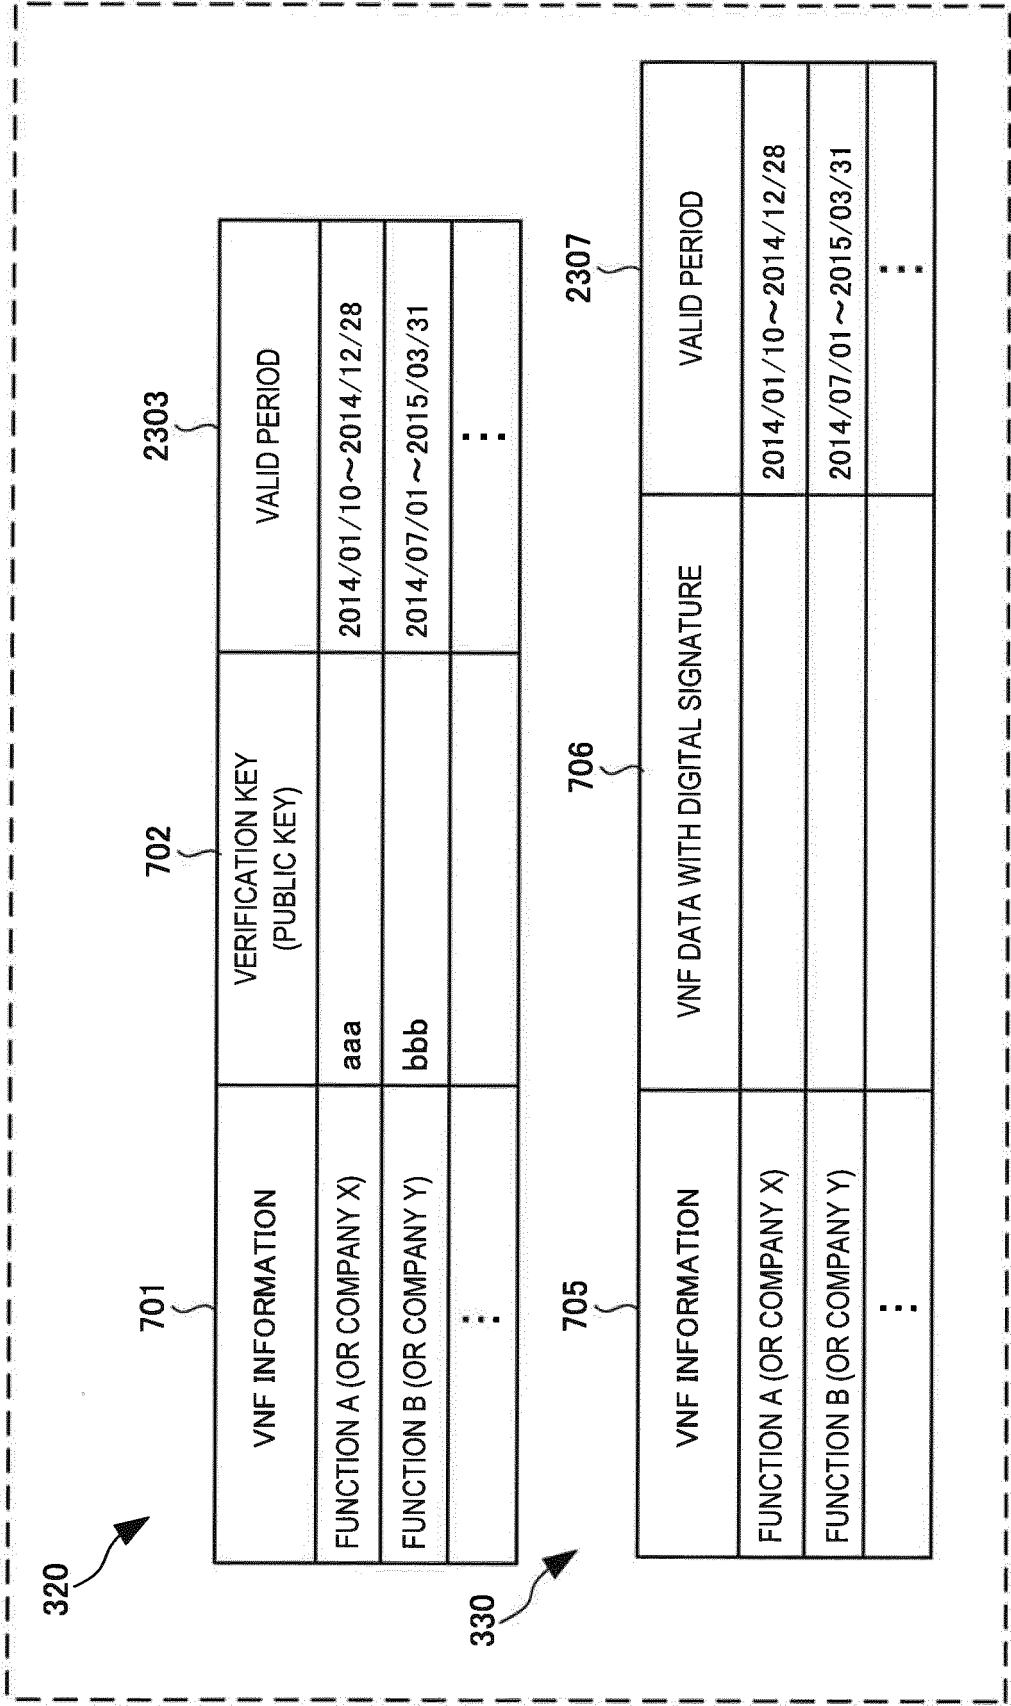 320
701
702
2303
VNF INFORMATION
VERIFICATION KEY
(PUBLIC KEY)
VALID PERIOD
FUNCTION A (OR COMPANY X)
aaa
2014/01/10～2014/12/28
FUNCTION B (OR COMPANY Y)
bbb
2014/07/01～2015/03/31
⋮
⋮
330
705
706
2307
VNF INFORMATION
VNF DATA WITH DIGITAL SIGNATURE
VALID PERIOD
FUNCTION A (OR COMPANY X)
2014/01/10～2014/12/28
FUNCTION B (OR COMPANY Y)
2014/07/01～2015/03/31
⋮
⋮